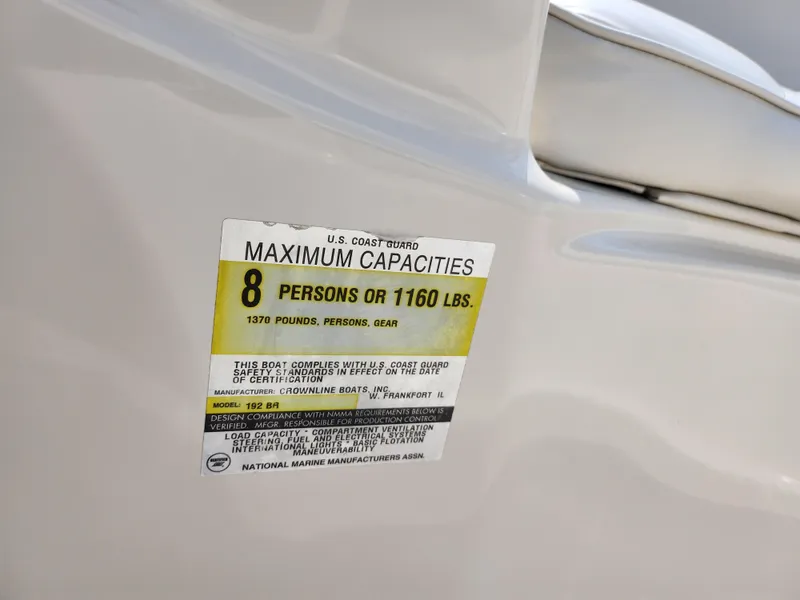 U.S. COAST GUARD
MAXIMUM CAPACITIES
8 PERSONS OR 1160 LBS.
1370 POUNDS, PERSONS, GEAR
THIS BOAT COMPLIES WITH U.S. COAST GUARD
SAFETY STANDARDS IN EFFECT ON THE DATE
OF CERTIFICATION
MANUFACTURER: CROWNLINE BOATS, INC.
W. FRANKFORT IL
MODEL: 192 BR
DESIGN COMPLIANCE WITH NMMA REQUIREMENTS BELOW IS
VERIFIED. MFGR. RESPONSIBLE FOR PRODUCTION CONTROL.
LOAD CAPACITY * COMPARTMENT VENTILATION
STEERING, FUEL AND ELECTRICAL SYSTEMS
INTERNATIONAL LIGHTS * BASIC FLOTATION
MANEUVERABILITY
NATIONAL MARINE MANUFACTURERS ASSN.